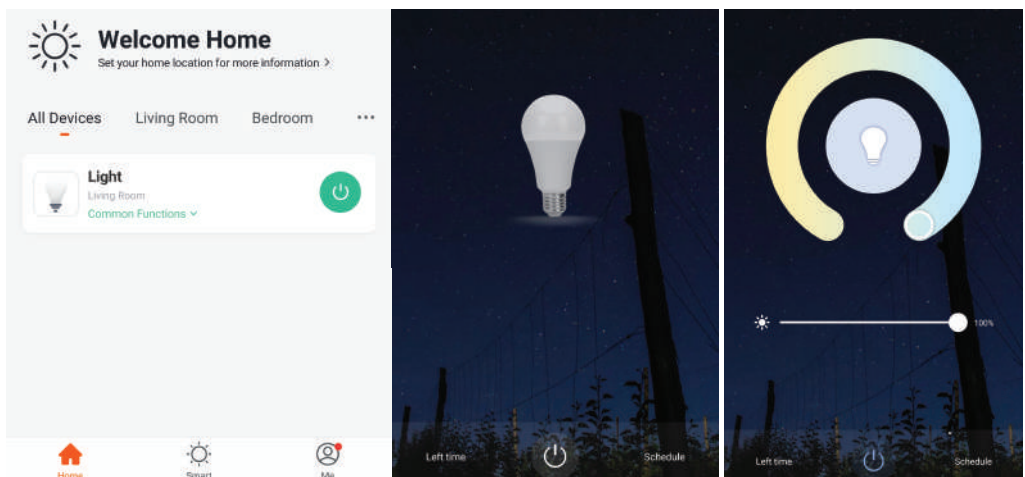 Welcome Home
Set your home location for more information >
All Devices Living Room Bedroom •••
Light
Living Room
Common Functions
Home Smart Me
Left time Schedule
100%
Left time Schedule